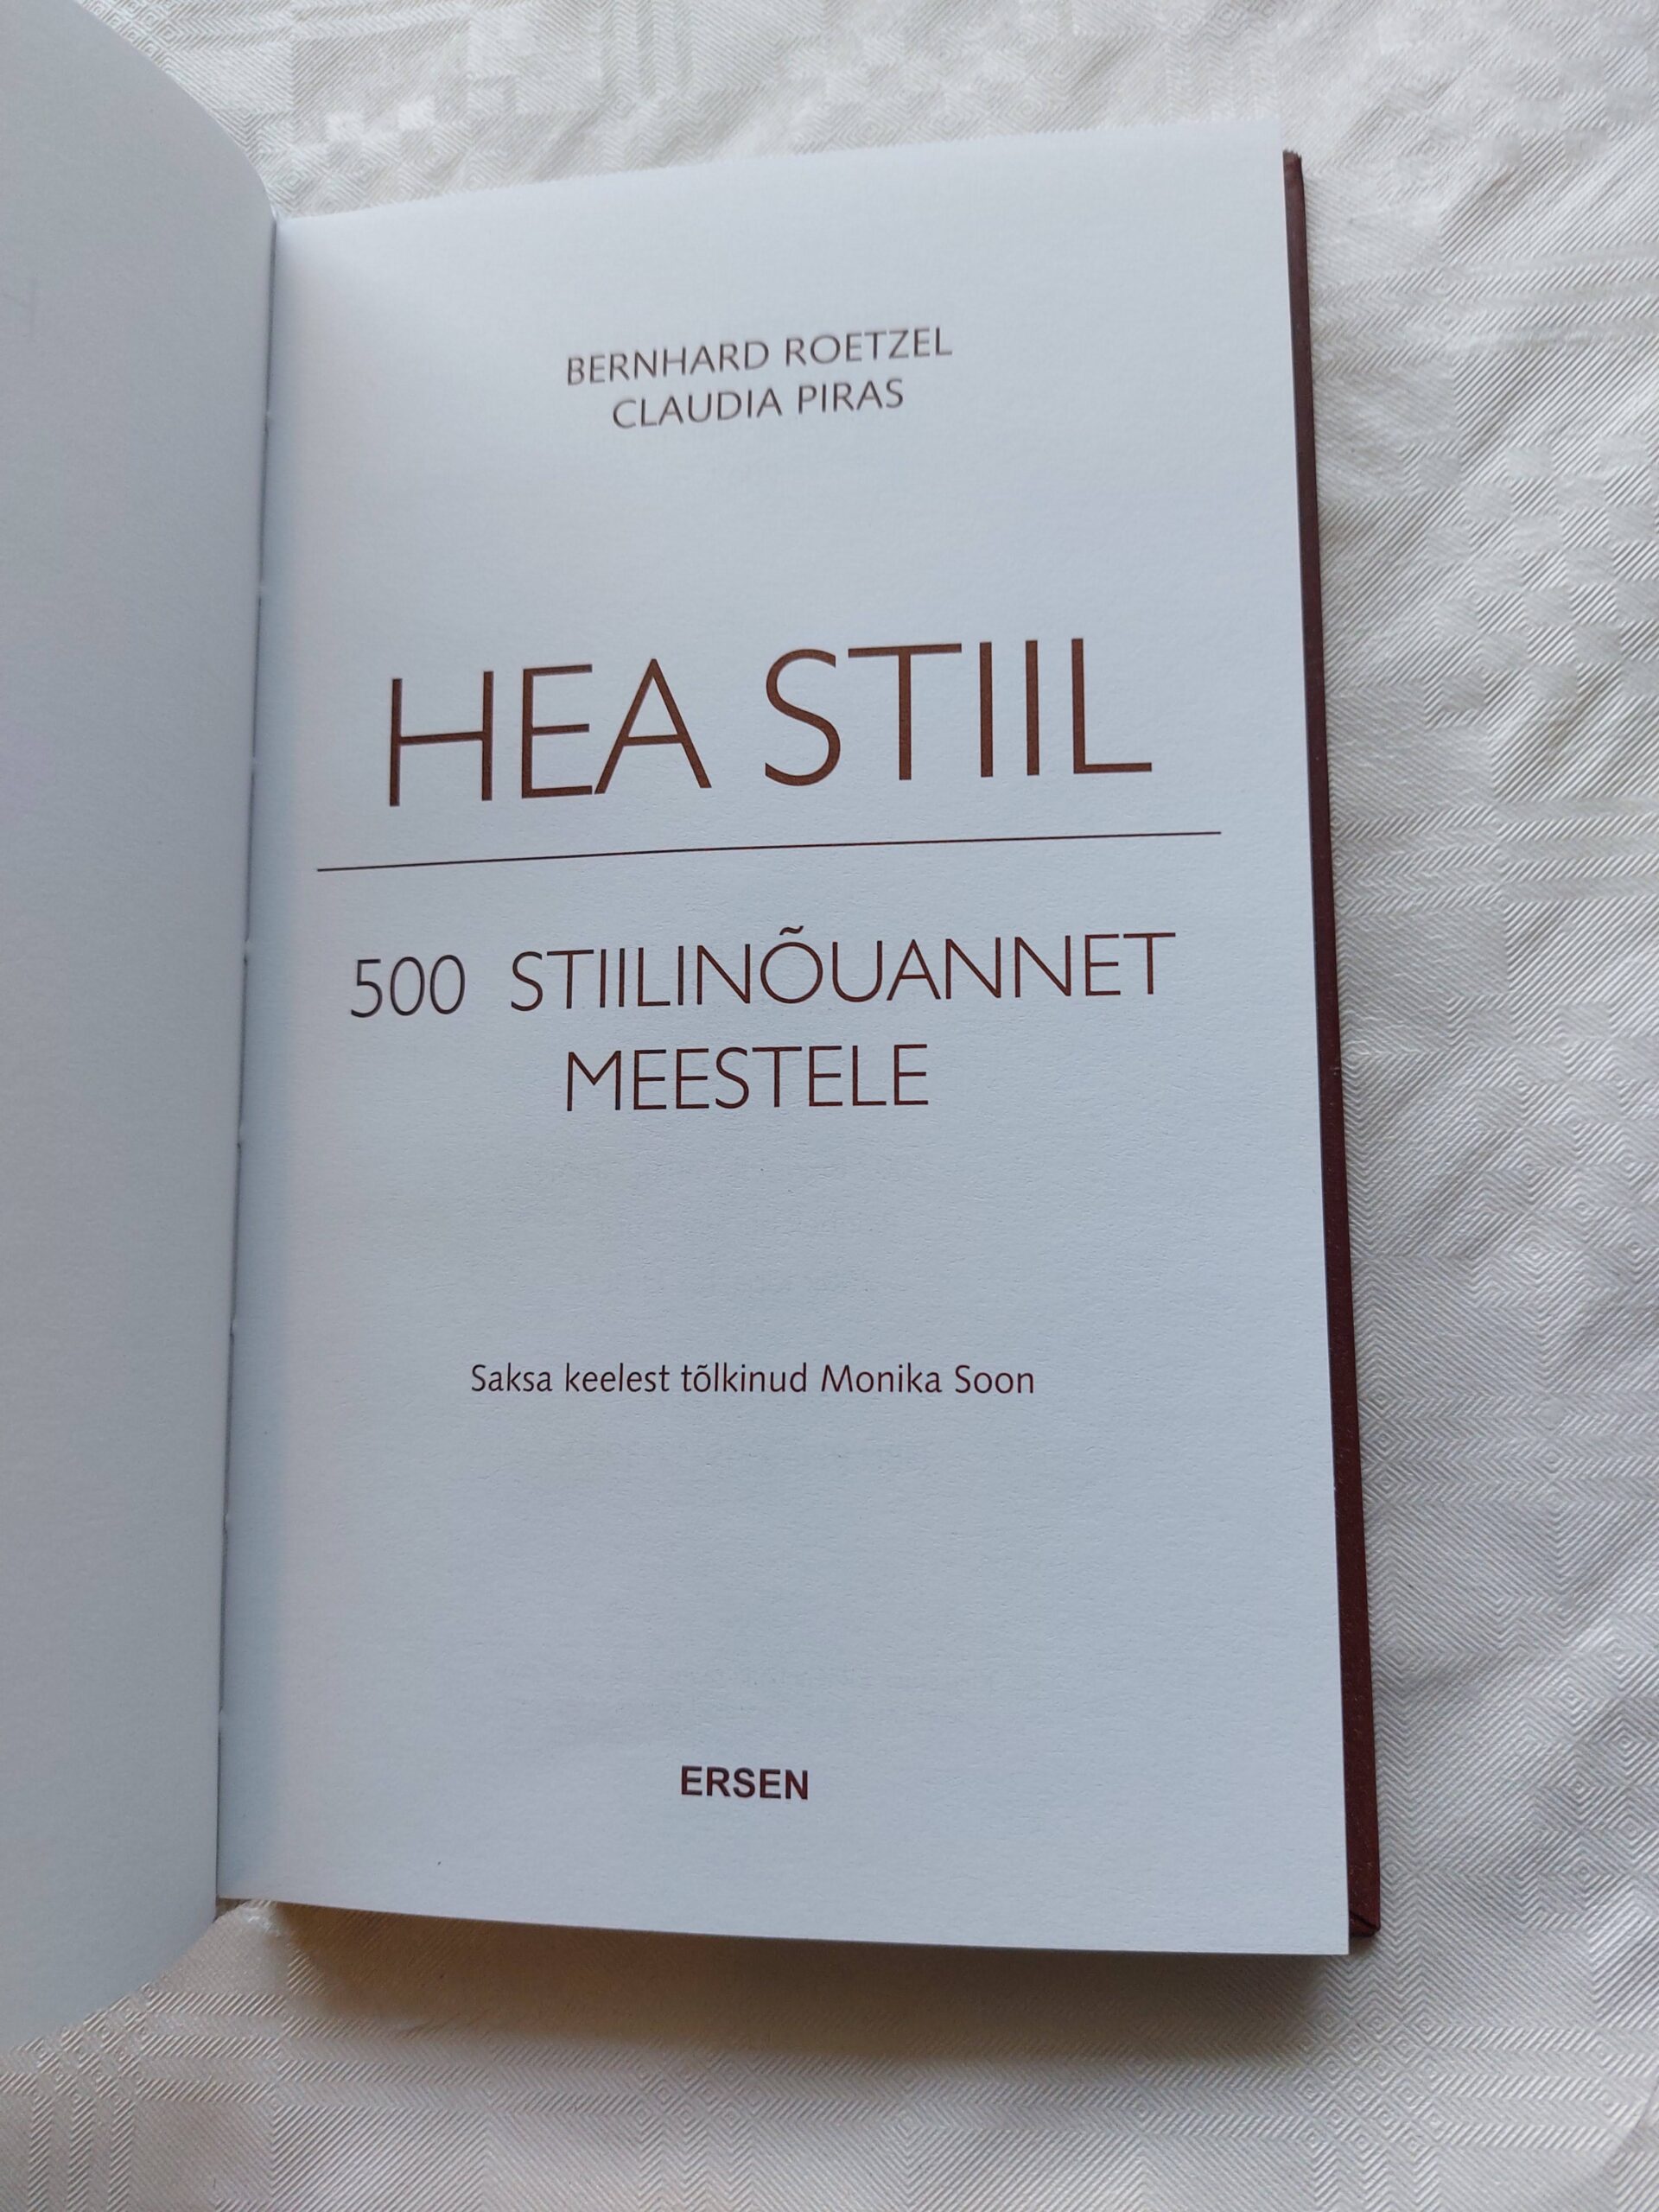 BERNHARD ROETZEL
CLAUDIA PIRAS
HEA STIIL
500 STIILINÕUANNET
MEESTELE
Saksa keelest tõlkinud Monika Soon
ERSEN